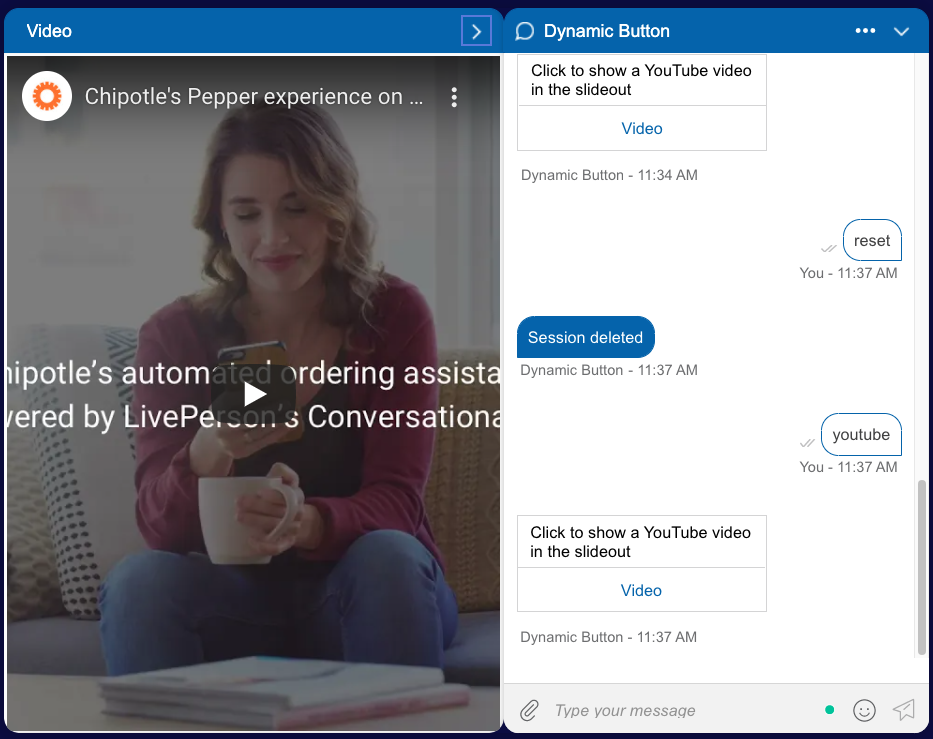 Video
Chipotle's Pepper experience on ...
hipotle's automated ordering assista
wered by LivePerson's Conversationa
Dynamic Button
Click to show a YouTube video
in the slideout
Video
Dynamic Button - 11:34 AM
reset
You - 11:37 AM
Session deleted
Dynamic Button - 11:37 AM
youtube
You - 11:37 AM
Click to show a YouTube video
in the slideout
Video
Dynamic Button - 11:37 AM
Type your message